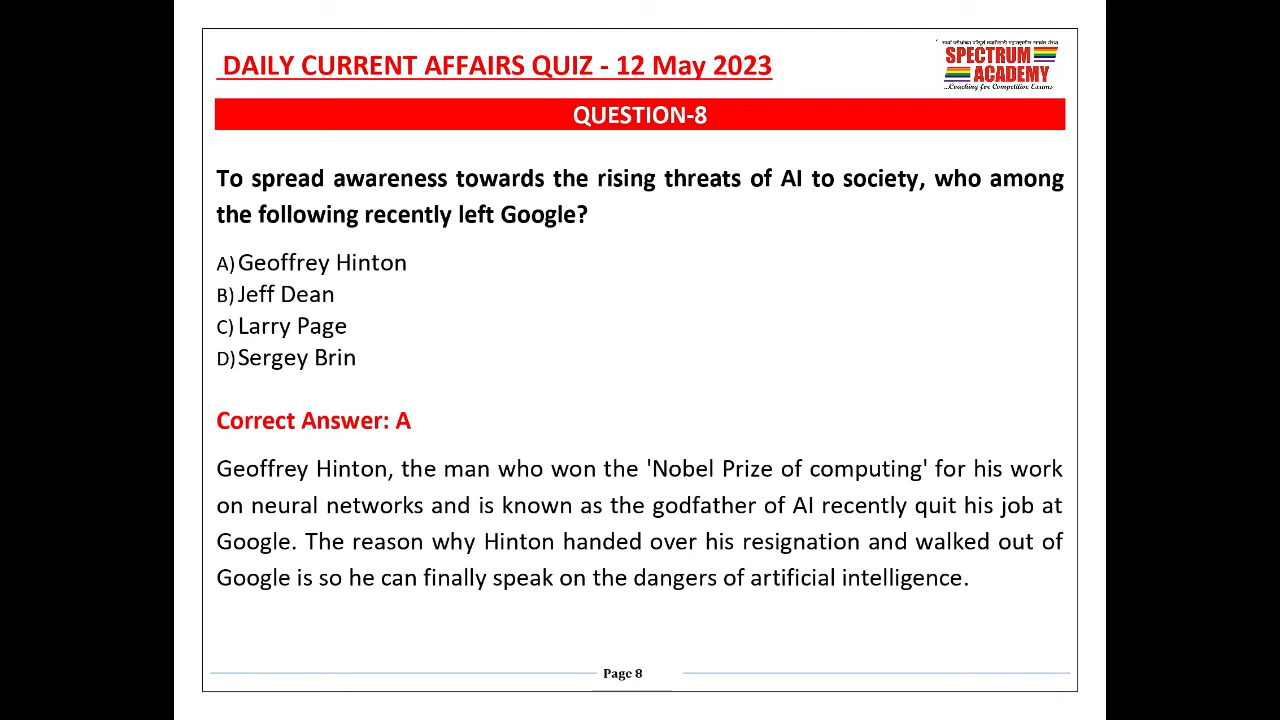 DAILY CURRENT AFFAIRS QUIZ - 12 May 2023
SPECTRUM
ACADEMY
...Coaching for Competitive Exams
QUESTION-8
To spread awareness towards the rising threats of AI to society, who among
the following recently left Google?
A) Geoffrey Hinton
B) Jeff Dean
C) Larry Page
D) Sergey Brin
Correct Answer: A
Geoffrey Hinton, the man who won the 'Nobel Prize of computing' for his work
on neural networks and is known as the godfather of AI recently quit his job at
Google. The reason why Hinton handed over his resignation and walked out of
Google is so he can finally speak on the dangers of artificial intelligence.
Page 8